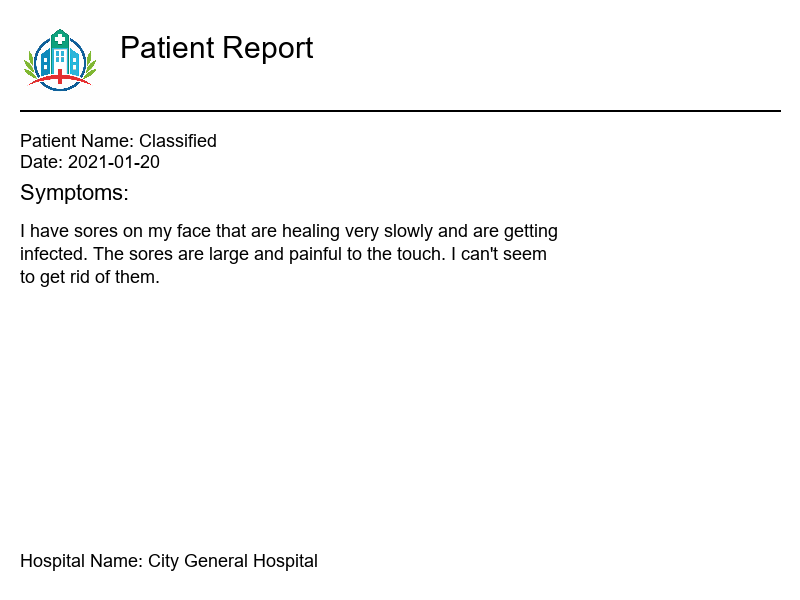 Patient Report
Patient Name: Classified
Date: 2021-01-20
Symptoms:
I have sores on my face that are healing very slowly and are getting
infected. The sores are large and painful to the touch. I can't seem
to get rid of them.
Hospital Name: City General Hospital